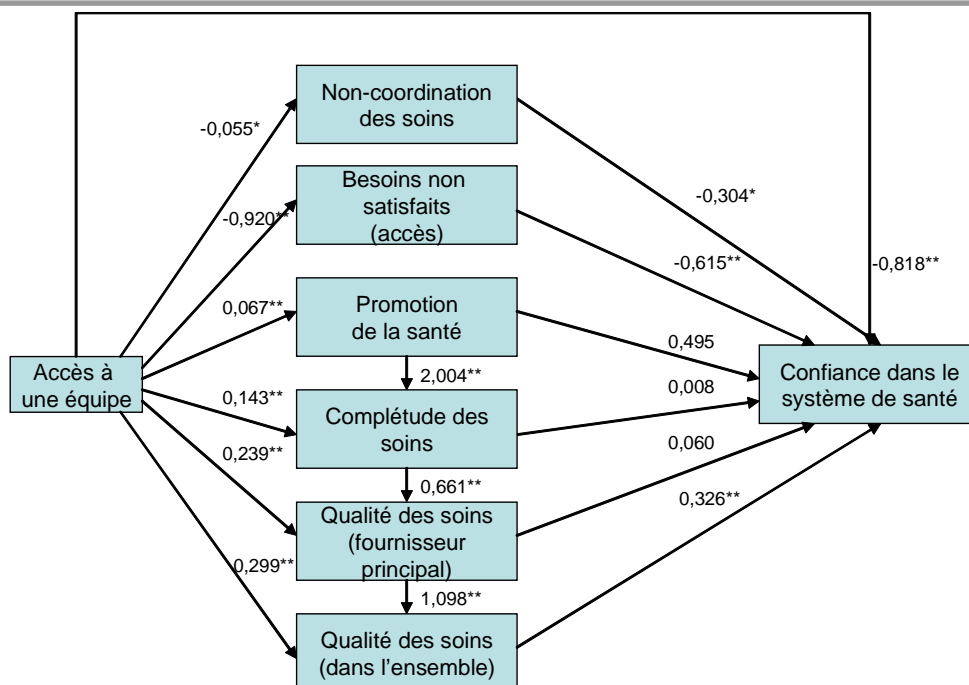 Non-coordination
des soins
-0,055*
-0,304*
Besoins non
satisfaits
(accès)
-0,920**
-0,615**
-0,818**
Promotion
de la santé
0,067**
0,495
2,004**
Accès à
une équipe
Confiance dans le
système de santé
0,143**
Complétude des
soins
0,008
0,239**
0,060
0,661**
Qualité des soins
(fournisseur
principal)
0,326**
0,299**
1,098**
Qualité des soins
(dans l'ensemble)